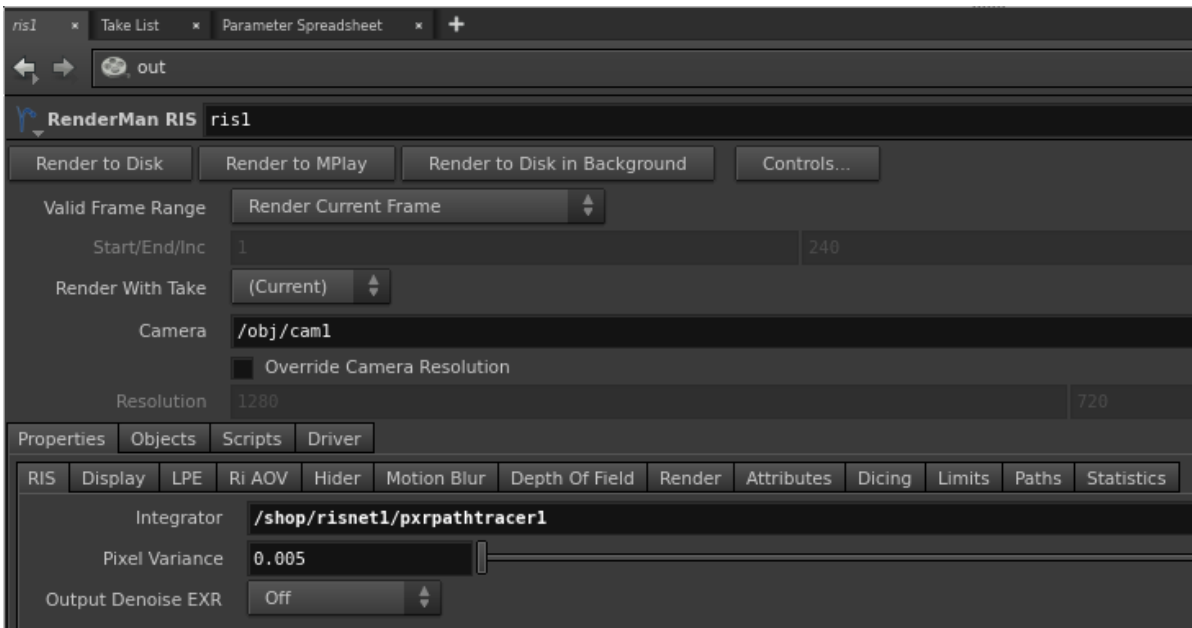 ris1 × Take List × Parameter Spreadsheet × +
out
RenderMan RIS ris1
Render to Disk Render to MPlay Render to Disk in Background Controls...
Valid Frame Range Render Current Frame
Start/End/Inc 1 240
Render With Take (Current)
Camera /obj/cam1
Override Camera Resolution
Resolution 1280 720
Properties Objects Scripts Driver
RIS Display LPE Ri AOV Hider Motion Blur Depth Of Field Render Attributes Dicing Limits Paths Statistics
Integrator /shop/risnet1/pxrpathtracer1
Pixel Variance 0.005
Output Denoise EXR Off